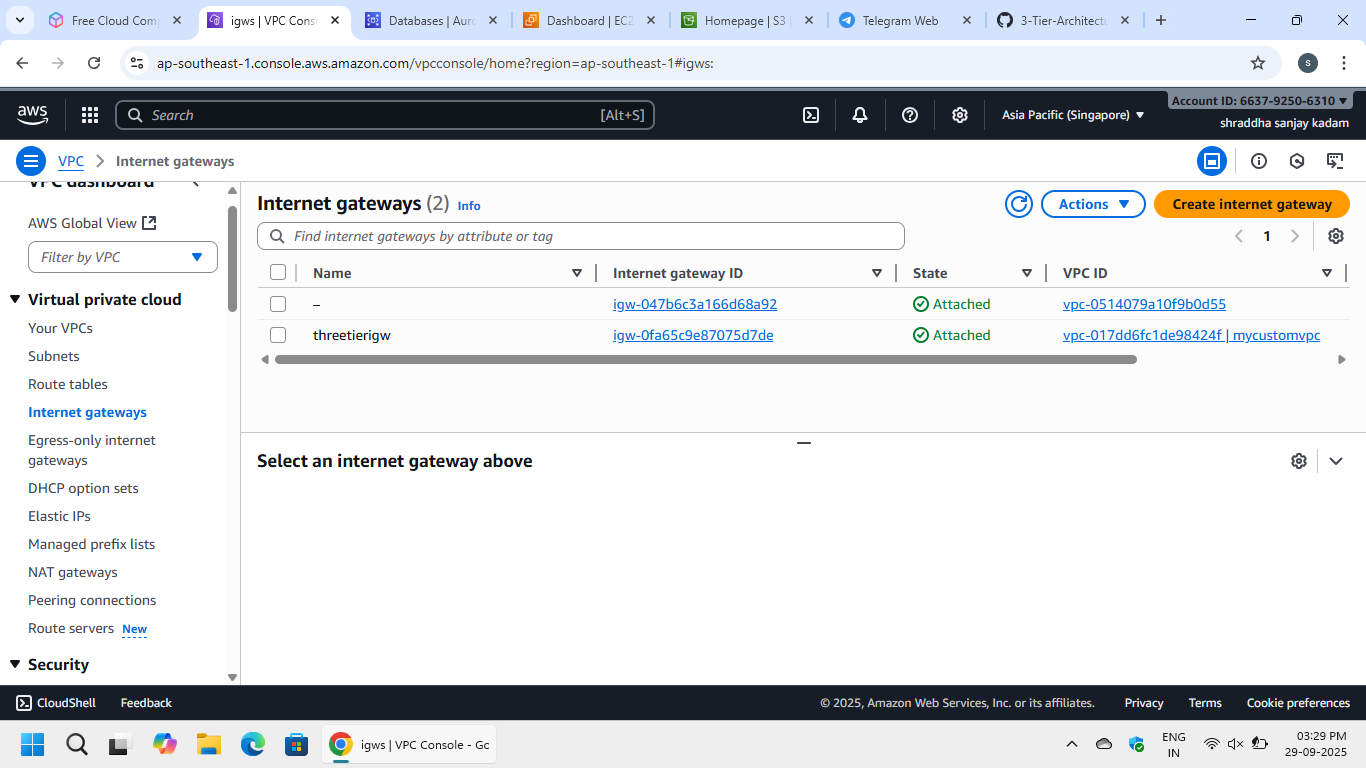 Free Cloud Com
igws | VPC Cons
Databases | Auro
Dashboard | EC2
Homepage | S3 |
Telegram Web
3-Tier-Architectu
ap-southeast-1.console.aws.amazon.com/vpcconsole/home?region=ap-southeast-1#igws:
S
aws
Search
[Alt+S]
Asia Pacific (Singapore)
Account ID: 6637-9250-6310
shraddha sanjay kadam
VPC
Internet gateways
VPC dashboard
AWS Global View
Filter by VPC
Virtual private cloud
Your VPCs
Subnets
Route tables
Internet gateways
Egress-only internet
gateways
DHCP option sets
Elastic IPs
Managed prefix lists
NAT gateways
Peering connections
Route servers New
Security
Internet gateways (2) Info
Actions
Create internet gateway
Find internet gateways by attribute or tag
1
Name Internet gateway ID State VPC ID
– igw-047b6c3a166d68a92 Attached vpc-0514079a10f9b0d55
threetierigw igw-0fa65c9e87075d7de Attached vpc-017dd6fc1de98424f | mycustomvpc
Select an internet gateway above
CloudShell Feedback © 2025, Amazon Web Services, Inc. or its affiliates. Privacy Terms Cookie preferences
igws | VPC Console - Go
ENG
IN
03:29 PM
29-09-2025